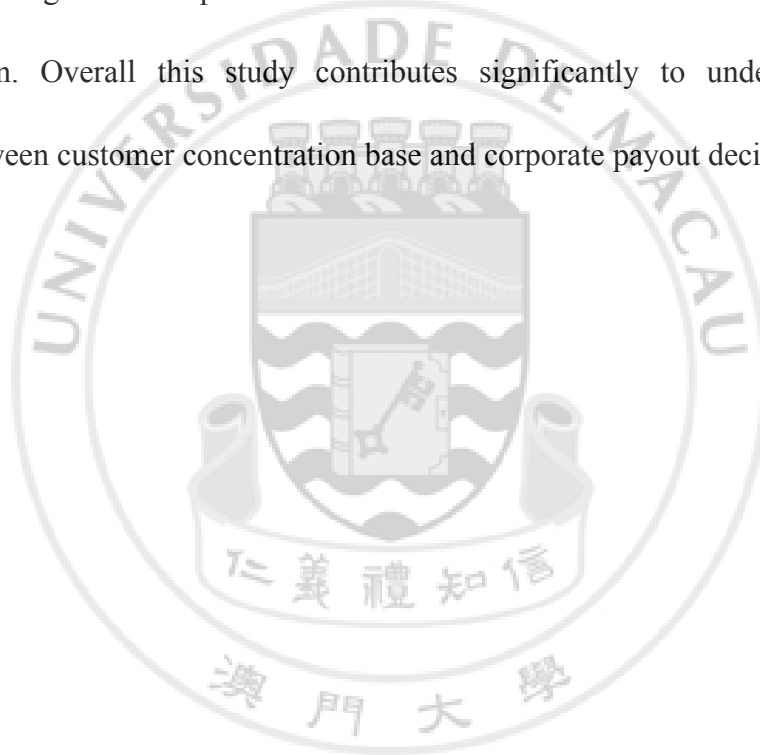 n. Overall this study contributes significantly to unde
ween customer concentration base and corporate payout deci
UNIVERSIDADE DE MACAU
仁義禮知信
澳門大學